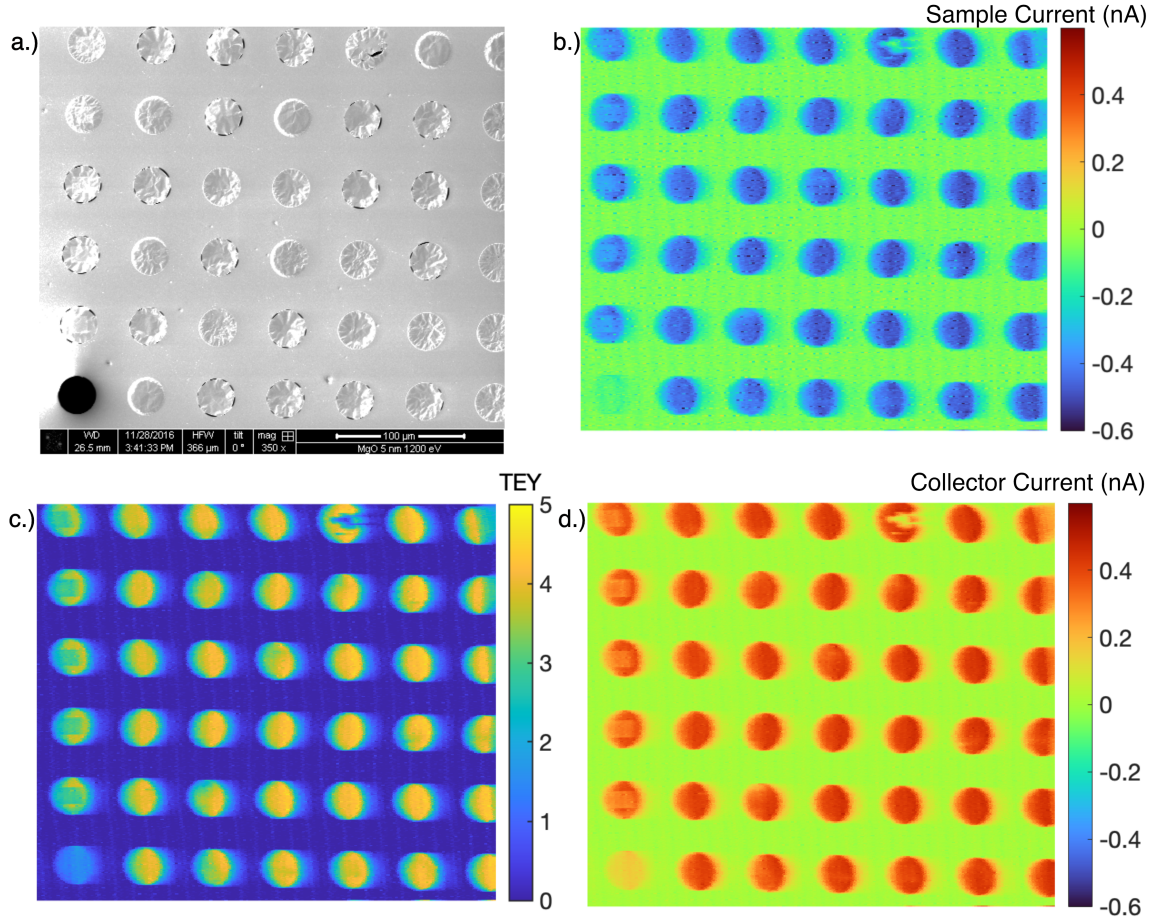 a.)
b.)
Sample Current (nA)
0.4
0.2
0
-0.2
-0.4
-0.6
WD 11/28/2016 HFW tilt mag 100 µm
26.5 mm 3:41:33 PM 366 µm 0 ° 350 x MgO 5 nm 1200 eV
c.)
TEY
5
4
3
2
1
0
d.)
Collector Current (nA)
0.4
0.2
0
-0.2
-0.4
-0.6